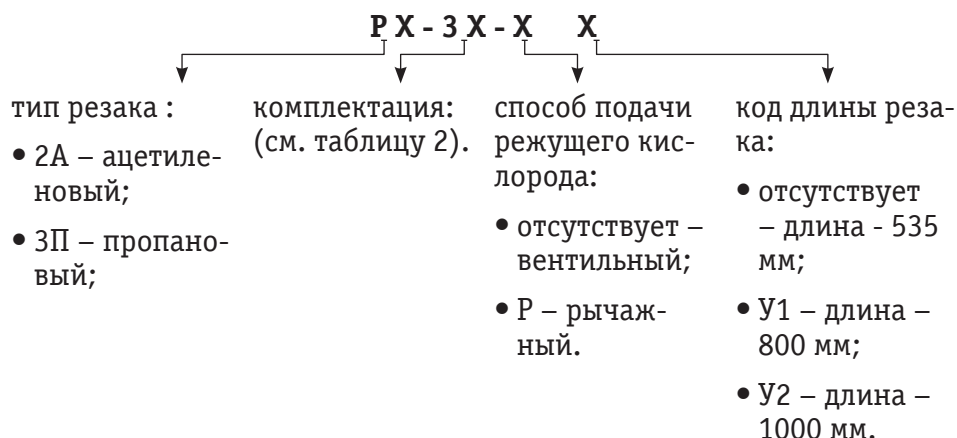 Р Х - 3 Х - Х Х
тип резака :
• 2А – ацетиле-
новый;
• 3П – пропано-
вый;
комплектация:
(см. таблицу 2).
способ подачи
режущего кис-
лорода:
• отсутствует –
вентильный;
• Р – рычаж-
ный.
код длины реза-
ка:
• отсутствует
– длина - 535
мм;
• У1 – длина –
800 мм;
• У2 – длина –
1000 мм.